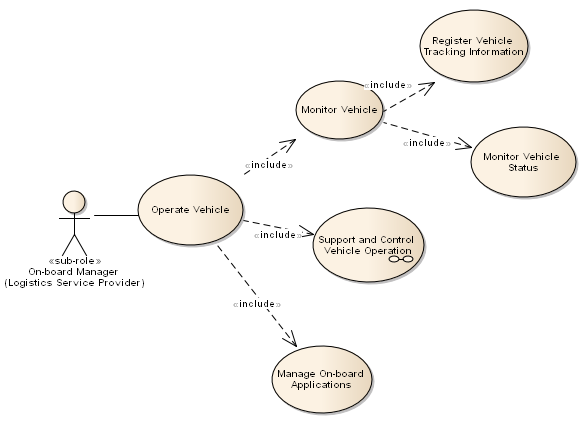 Register Vehicle
Tracking Information
«include»
Monitor Vehicle
«include»
Monitor Vehicle
Status
«include»
Operate Vehicle
«include»
Support and Control
Vehicle Operation
«sub-role»
On-board Manager
(Logistics Service Provider)
«include»
Manage On-board
Applications